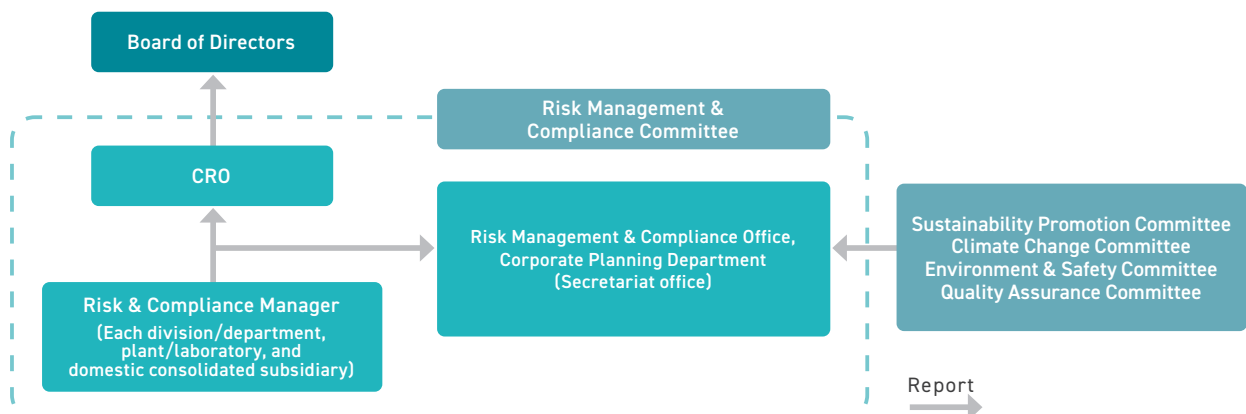 Board of Directors
Risk Management &
Compliance Committee
CRO
Risk Management & Compliance Office,
Corporate Planning Department
(Secretariat office)
Sustainability Promotion Committee
Climate Change Committee
Environment & Safety Committee
Quality Assurance Committee
Risk & Compliance Manager
(Each division/department,
plant/laboratory, and
domestic consolidated subsidiary)
Report